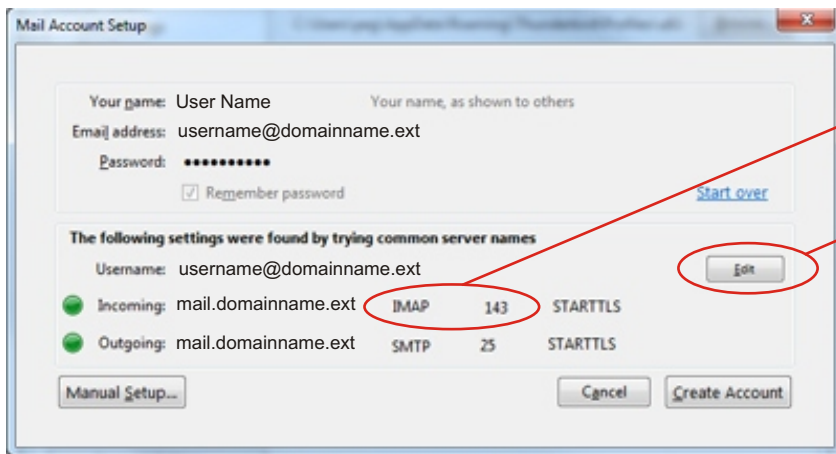 Mail Account Setup
Your name: User Name Your name, as shown to others
Email address: username@domainname.ext
Password: ••••••••••
Remember password Start over
The following settings were found by trying common server names
Username: username@domainname.ext Edit
Incoming: mail.domainname.ext IMAP 143 STARTTLS
Outgoing: mail.domainname.ext SMTP 25 STARTTLS
Manual Setup... Cancel Create Account